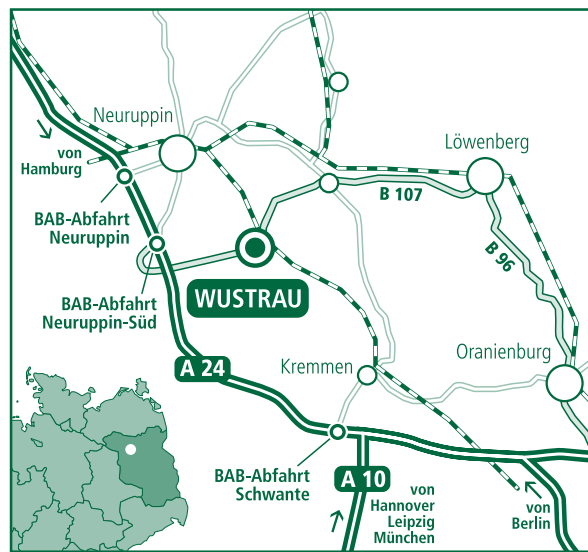 Neuruppin
von
Hamburg
Löwenberg
B 107
BAB-Abfahrt
Neuruppin
B 96
BAB-Abfahrt
Neuruppin-Süd
WUSTRAU
A 24
Kremmen
Oranienburg
BAB-Abfahrt
Schwante
A 10
von
Hannover
Leipzig
München
von
Berlin